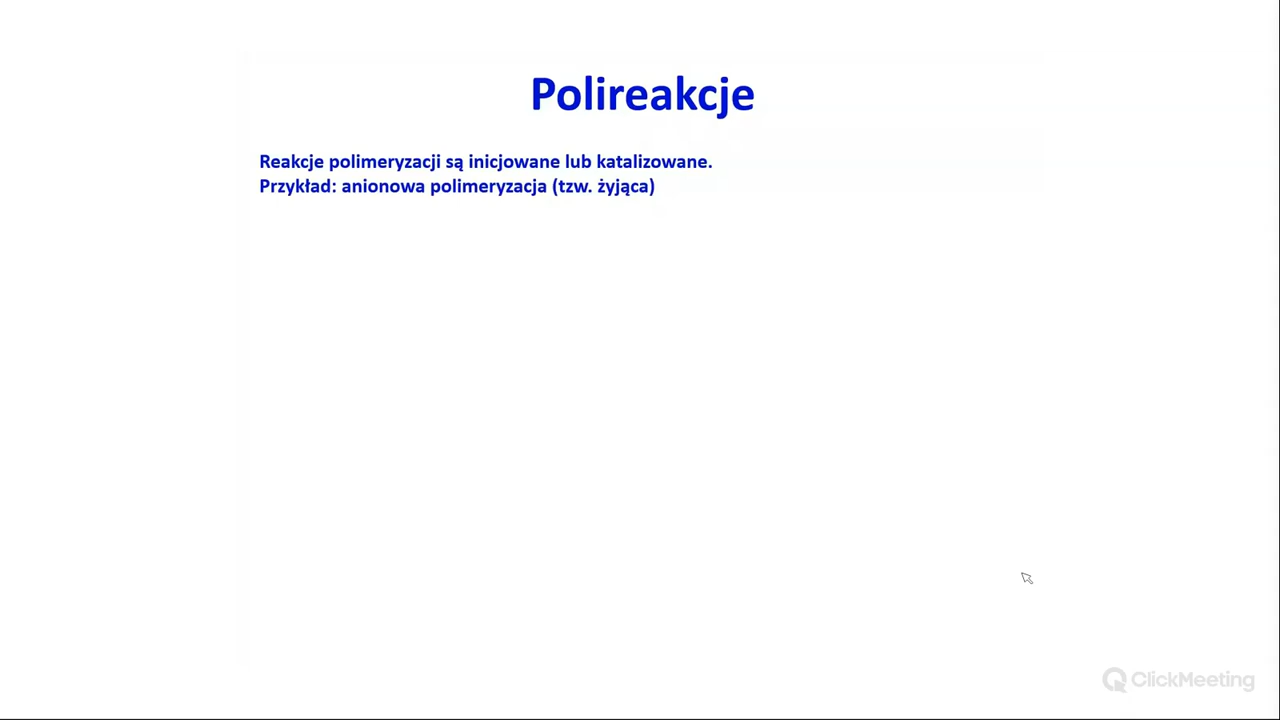 Polireakcje
Reakcje polimeryzacji są inicjowane lub katalizowane.
Przykład: anionowa polimeryzacja (tzw. żyjąca)
ClickMeeting